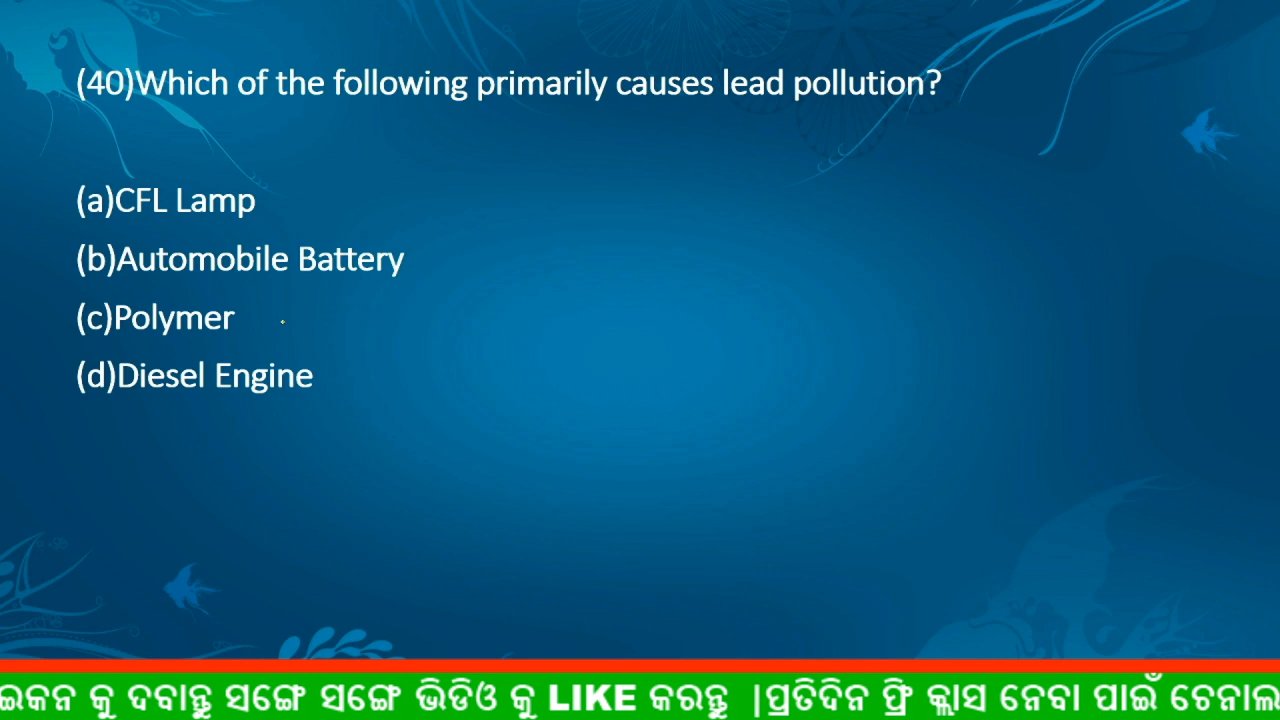 (40)Which of the following primarily causes lead pollution?
(a)CFL Lamp
(b)Automobile Battery
(c)Polymer
(d)Diesel Engine
ଇକନ କୁ ଦବାନ୍ତୁ ସଙ୍ଗେ ସଙ୍ଗେ ଭିଡିଓ କୁ LIKE କରନ୍ତୁ |ପ୍ରତିଦିନ ଫ୍ରି କ୍ଲାସ ନେବା ପାଇଁ ଚେନାଲ